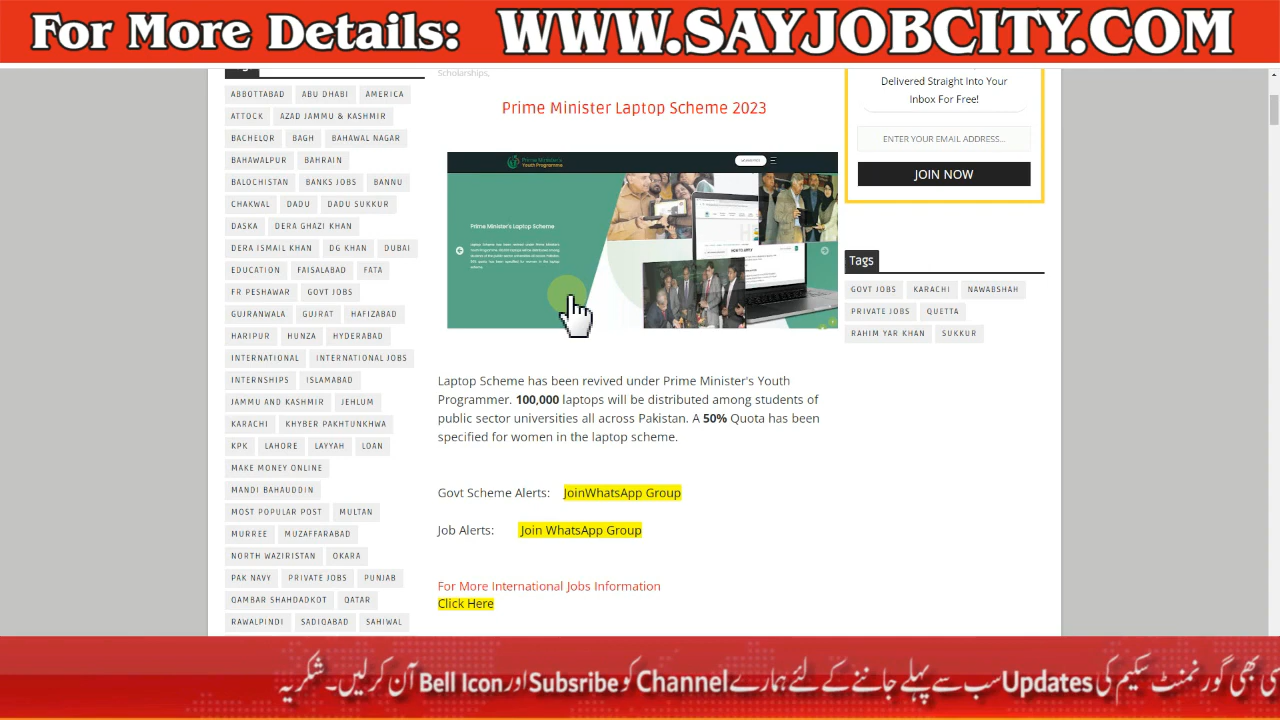 For More Details: WWW.SAYJOBCITY.COM
ABBOTTABAD ABU DHABI AMERICA
ATTOCK AZAD JAMMU & KASHMIR
BACHELOR BAGH BAHAWAL NAGAR
BAHAWALPUR BAHRAIN
BALOCHISTAN BANKS JOBS BANNU
CHAKWAL DADU DADU SUKKUR
DASKA DERA GHAZI KHAN
DERA ISMAIL KHAN DG KHAN DUBAI
EDUCATION FAISALABAD FATA
FR PESHAWAR GOVT JOBS
GUJRANWALA GUJRAT HAFIZABAD
HARIPUR HUNZA HYDERABAD
INTERNATIONAL INTERNATIONAL JOBS
INTERNSHIPS ISLAMABAD
JAMMU AND KASHMIR JEHLUM
KARACHI KHYBER PAKHTUNKHWA
KPK LAHORE LAYYAH LOAN
MAKE MONEY ONLINE
MANDI BAHAUDDIN
MOST POPULAR POST MULTAN
MURREE MUZAFFARABAD
NORTH WAZIRISTAN OKARA
PAK NAVY PRIVATE JOBS PUNJAB
QAMBAR SHAHDADKOT QATAR
RAWALPINDI SADIQABAD SAHIWAL
Scholarships,
Prime Minister Laptop Scheme 2023
Prime Minister's
Youth Programme
Prime Minister's Laptop Scheme
Laptop Scheme has been revived under Prime Minister's Youth
Programmer. 100,000 laptops will be distributed among students of
public sector universities all across Pakistan. A 50% Quota has been
specified for women in the laptop scheme.
Govt Scheme Alerts: JoinWhatsApp Group
Job Alerts: Join WhatsApp Group
For More International Jobs Information
Click Here
Delivered Straight Into Your
Inbox For Free!
ENTER YOUR EMAIL ADDRESS...
JOIN NOW
Tags
GOVT JOBS KARACHI NAWABSHAH
PRIVATE JOBS QUETTA
RAHIM YAR KHAN SUKKUR
بھی گورنمنٹ سکیم کی Updates سب سے پہلے جاننے کے لئے ہمارے Channel کو Subsribe اور Bell Icon آن کرلیں۔ شکریہ